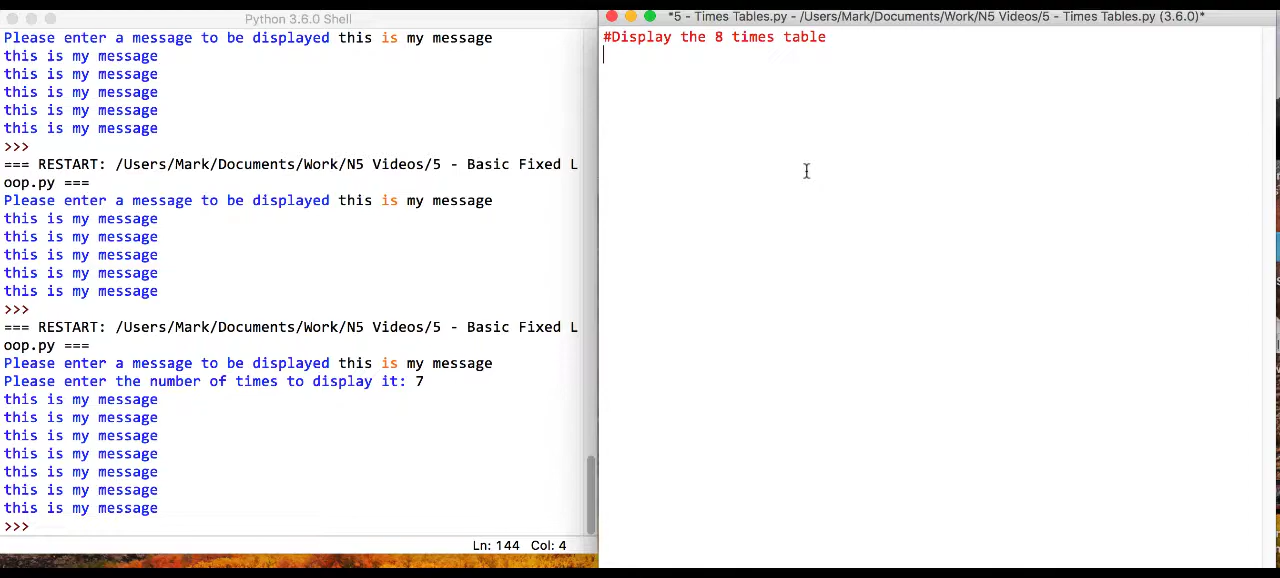 Python 3.6.0 Shell
Please enter a message to be displayed this is my message
this is my message
this is my message
this is my message
this is my message
this is my message
>>>
=== RESTART: /Users/Mark/Documents/Work/N5 Videos/5 - Basic Fixed L
oop.py ===
Please enter a message to be displayed this is my message
this is my message
this is my message
this is my message
this is my message
this is my message
>>>
=== RESTART: /Users/Mark/Documents/Work/N5 Videos/5 - Basic Fixed L
oop.py ===
Please enter a message to be displayed this is my message
Please enter the number of times to display it: 7
this is my message
this is my message
this is my message
this is my message
this is my message
this is my message
this is my message
>>>
Ln: 144 Col: 4
*5 - Times Tables.py - /Users/Mark/Documents/Work/N5 Videos/5 - Times Tables.py (3.6.0)*
#Display the 8 times table